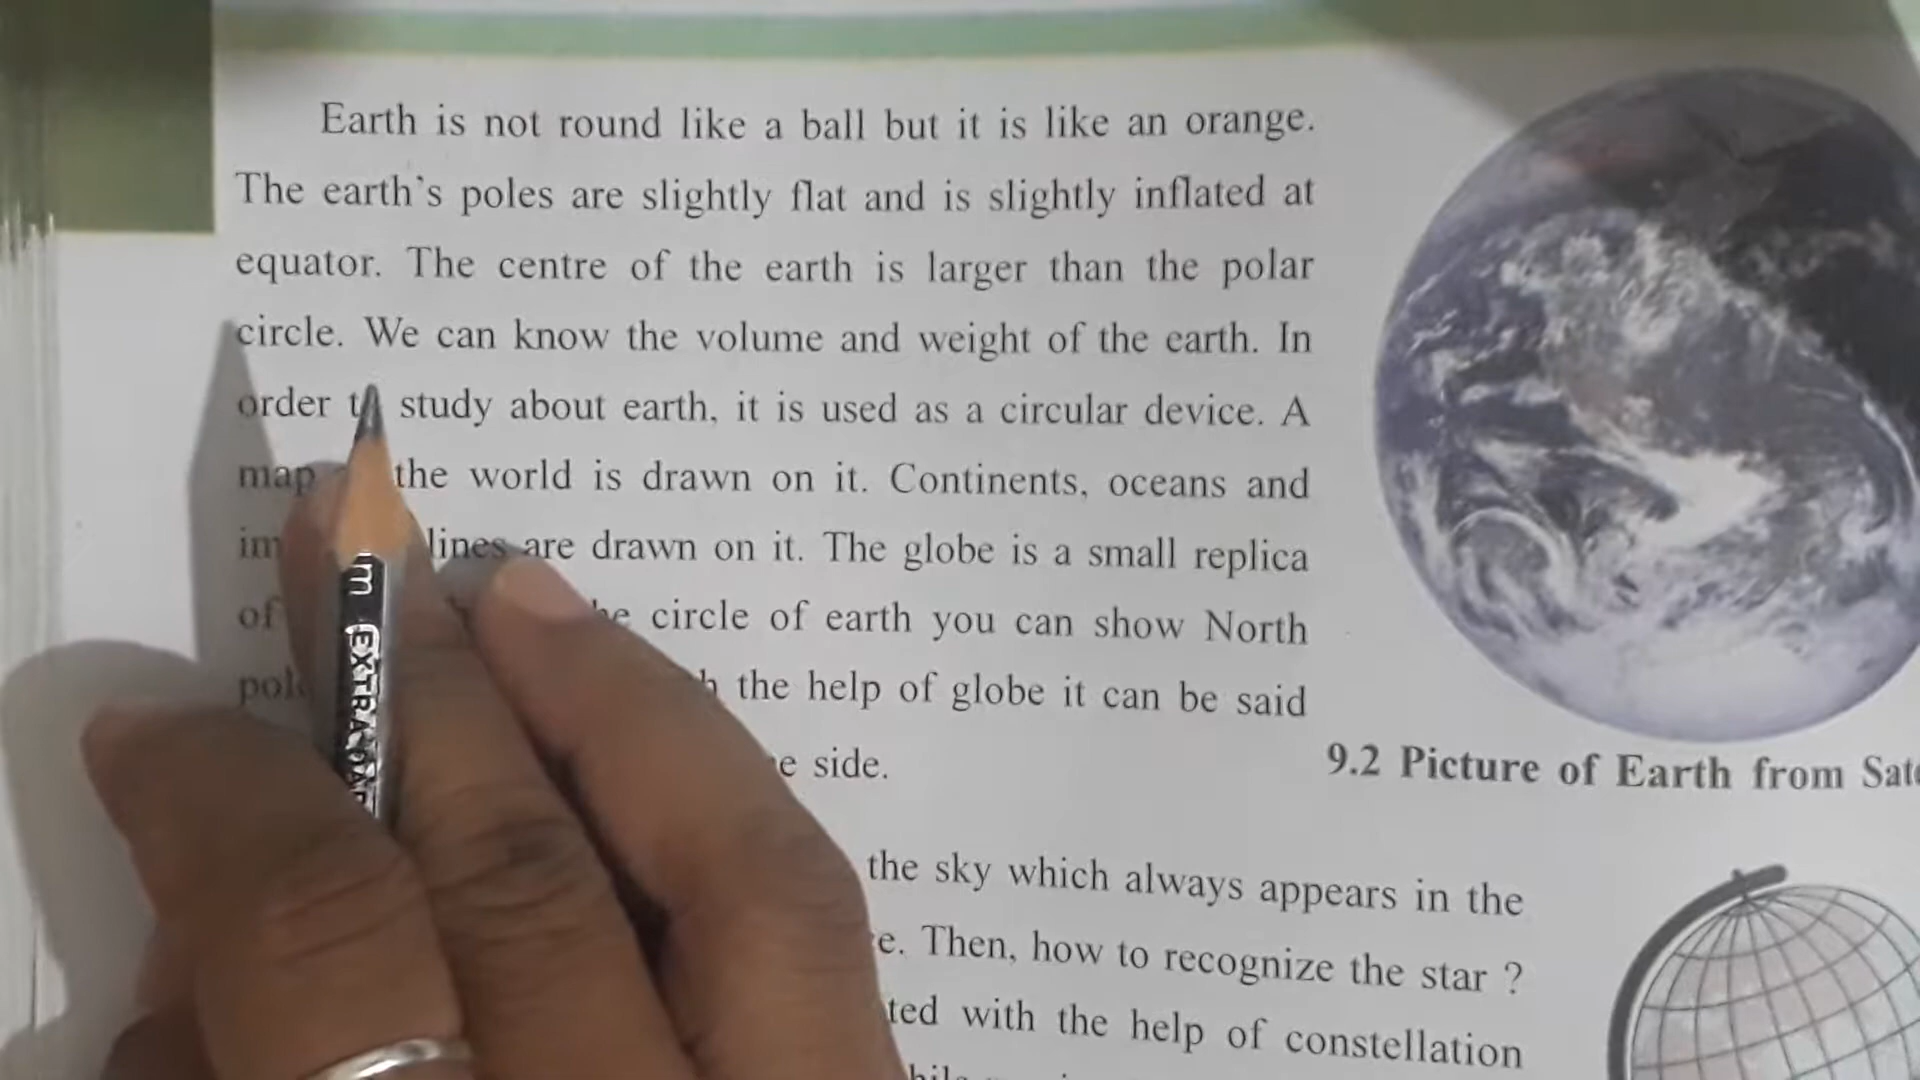 Earth is not round like a ball but it is like an orange.
The earth's poles are slightly flat and is slightly inflated at
equator. The centre of the earth is larger than the polar
circle. We can know the volume and weight of the earth. In
order study about earth, it is used as a circular device. A
map the world is drawn on it. Continents, oceans and
lines are drawn on it. The globe is a small replica
of circle of earth you can show North
the help of globe it can be said
side.
9.2 Picture of Earth from
the sky which always appears in the
Then, how to recognize the star ?
with the help of constellation
EXTRA